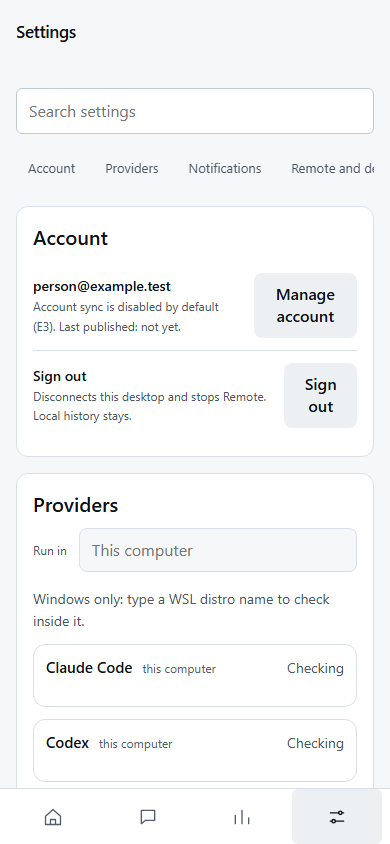 Settings
Search settings
Account Providers Notifications Remote and de
Account
person@example.test
Account sync is disabled by default
(E3). Last published: not yet.
Manage
account
Sign out
Disconnects this desktop and stops Remote.
Local history stays.
Sign
out
Providers
Run in This computer
Windows only: type a WSL distro name to check
inside it.
Claude Code this computer Checking
Codex this computer Checking